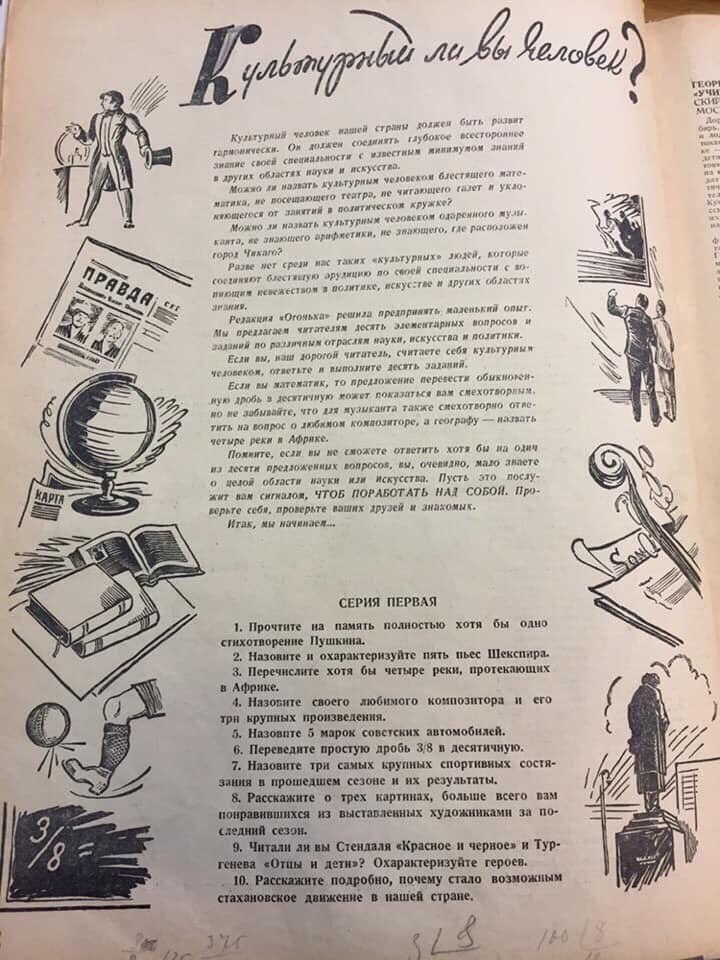 Культурный ли вы человек?
Культурный человек нашей страны должен быть развит
гармонически. Он должен соединять глубокое всестороннее
знание своей специальности с известным минимумом знаний
в других областях науки и искусства.
Можно ли назвать культурным человеком блестящего мате-
матика, не посещающего театра, не читающего газет и укло-
няющегося от занятий в политическом кружке?
Можно ли назвать культурным человеком одаренного музы-
канта, не знающего арифметики, не знающего, где расположен
город Чикаго?
Разве нет среди нас таких «культурных» людей, которые
соединяют блестящую эрудицию по своей специальности с во-
пиющим невежеством в политике, искусстве и других областях
знания.
Редакция «Огонька» решила предпринять маленький опыт.
Мы предлагаем читателям десять элементарных вопросов и
заданий по различным отраслям науки, искусства и политики.
Если вы, наш дорогой читатель, считаете себя культурным
человеком, ответьте и выполните десять заданий.
Если вы математик, то предложение перевести обыкновен-
ную дробь в десятичную может показаться вам смехотворным,
но не забывайте, что для музыканта также смехотворно отве-
тить на вопрос о любимом композиторе, а географу — назвать
четыре реки в Африке.
Помните, если вы не сможете ответить хотя бы на один
из десяти предложенных вопросов, вы, очевидно, мало знаете
о целой области науки или искусства. Пусть это послу-
жит вам сигналом, ЧТОБ ПОРАБОТАТЬ НАД СОБОЙ. Про-
верьте себя, проверьте ваших друзей и знакомых.
Итак, мы начинаем...
ПРАВДА
КАРТА
СЕРИЯ ПЕРВАЯ
1. Прочтите на память полностью хотя бы одно
стихотворение Пушкина.
2. Назовите и охарактеризуйте пять пьес Шекспира.
3. Перечислите хотя бы четыре реки, протекающих
в Африке.
4. Назовите своего любимого композитора и его
три крупных произведения.
5. Назовите 5 марок советских автомобилей.
6. Переведите простую дробь 3/8 в десятичную.
7. Назовите три самых крупных спортивных состя-
зания в прошедшем сезоне и их результаты.
8. Расскажите о трех картинах, больше всего вам
понравившихся из выставленных художниками за по-
следний сезон.
9. Читали ли вы Стендаля «Красное и черное» и Тур-
генева «Отцы и дети»? Охарактеризуйте героев.
10. Расскажите подробно, почему стало возможным
стахановское движение в нашей стране.
3/8 =
375